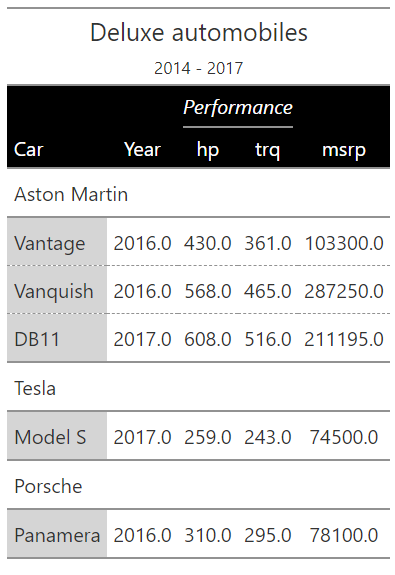 Deluxe automobiles
2014 - 2017
Performance
Car Year hp trq msrp
Aston Martin
Vantage 2016.0 430.0 361.0 103300.0
Vanquish 2016.0 568.0 465.0 287250.0
DB11 2017.0 608.0 516.0 211195.0
Tesla
Model S 2017.0 259.0 243.0 74500.0
Porsche
Panamera 2016.0 310.0 295.0 78100.0